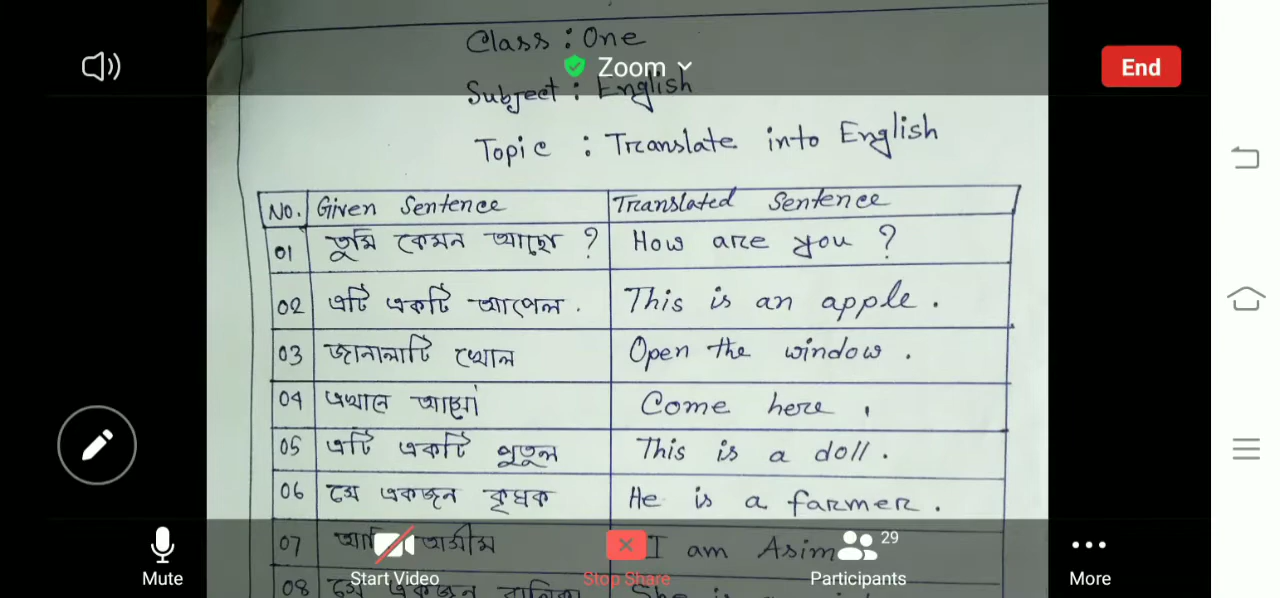 Class : One
Zoom
End
Subject : English
Topic : Translate into English
No. Given Sentence Translated Sentence
01 তুমি কেমন আছো ? How are you ?
02 এটি একটি আপেল . This is an apple .
03 জানালাটি খোল Open the window .
04 এখানে আসো Come here .
05 এটি একটি পুতুল This is a doll .
06 সে একজন কৃষক He is a farmer .
07 অসীম I am Asim
29
Mute Start Video Stop Share Participants More
08 সে একজন বালিকা She is a